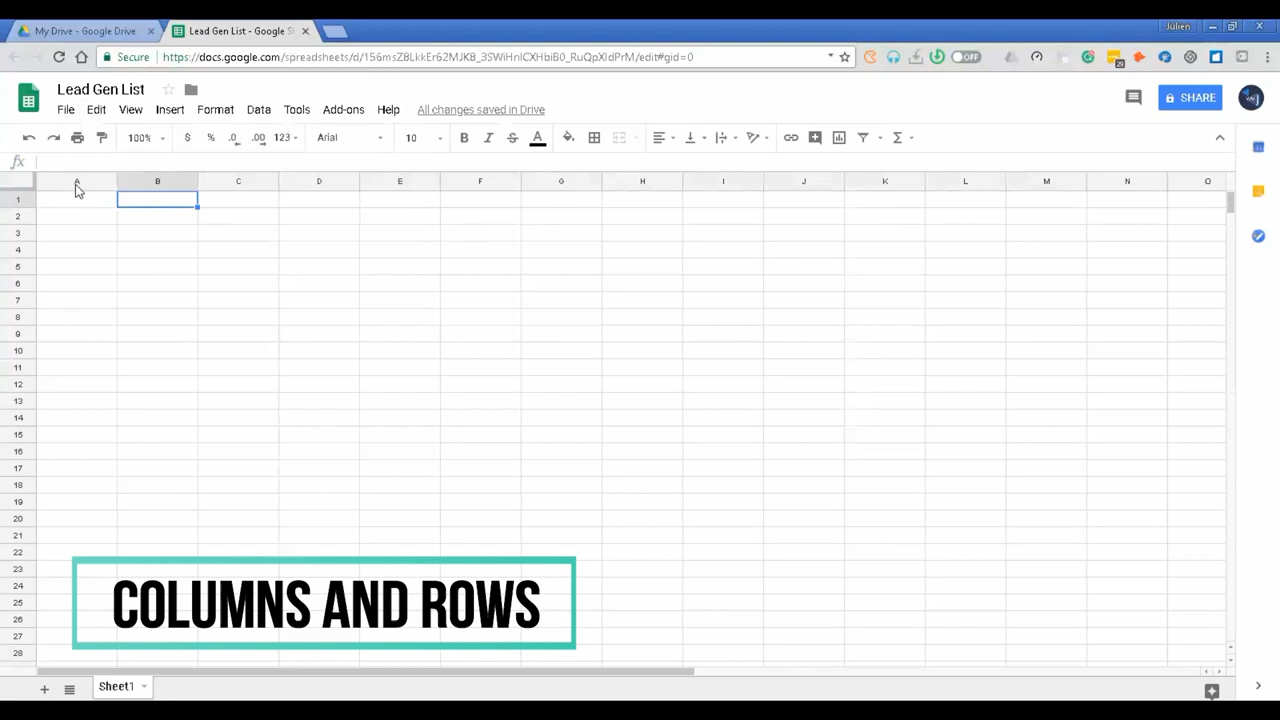 My Drive - Google Drive
Lead Gen List - Google S
Julien
Secure
https://docs.google.com/spreadsheets/d/156msZ8LkkEr62MJJK8_3SWiHnICXHbiB0_RuQpXldPrM/edit#gid=0
OFF
29
Lead Gen List
File Edit View Insert Format Data Tools Add-ons Help All changes saved in Drive
SHARE
100% $ % .0 .00 123 Arial 10 B I S A Σ
fx
A B C D E F G H I J K L M N O
1
2
3
4
5
6
7
8
9
10
11
12
13
14
15
16
17
18
19
20
21
22
23
24
25
26
27
28
COLUMNS AND ROWS
Sheet1